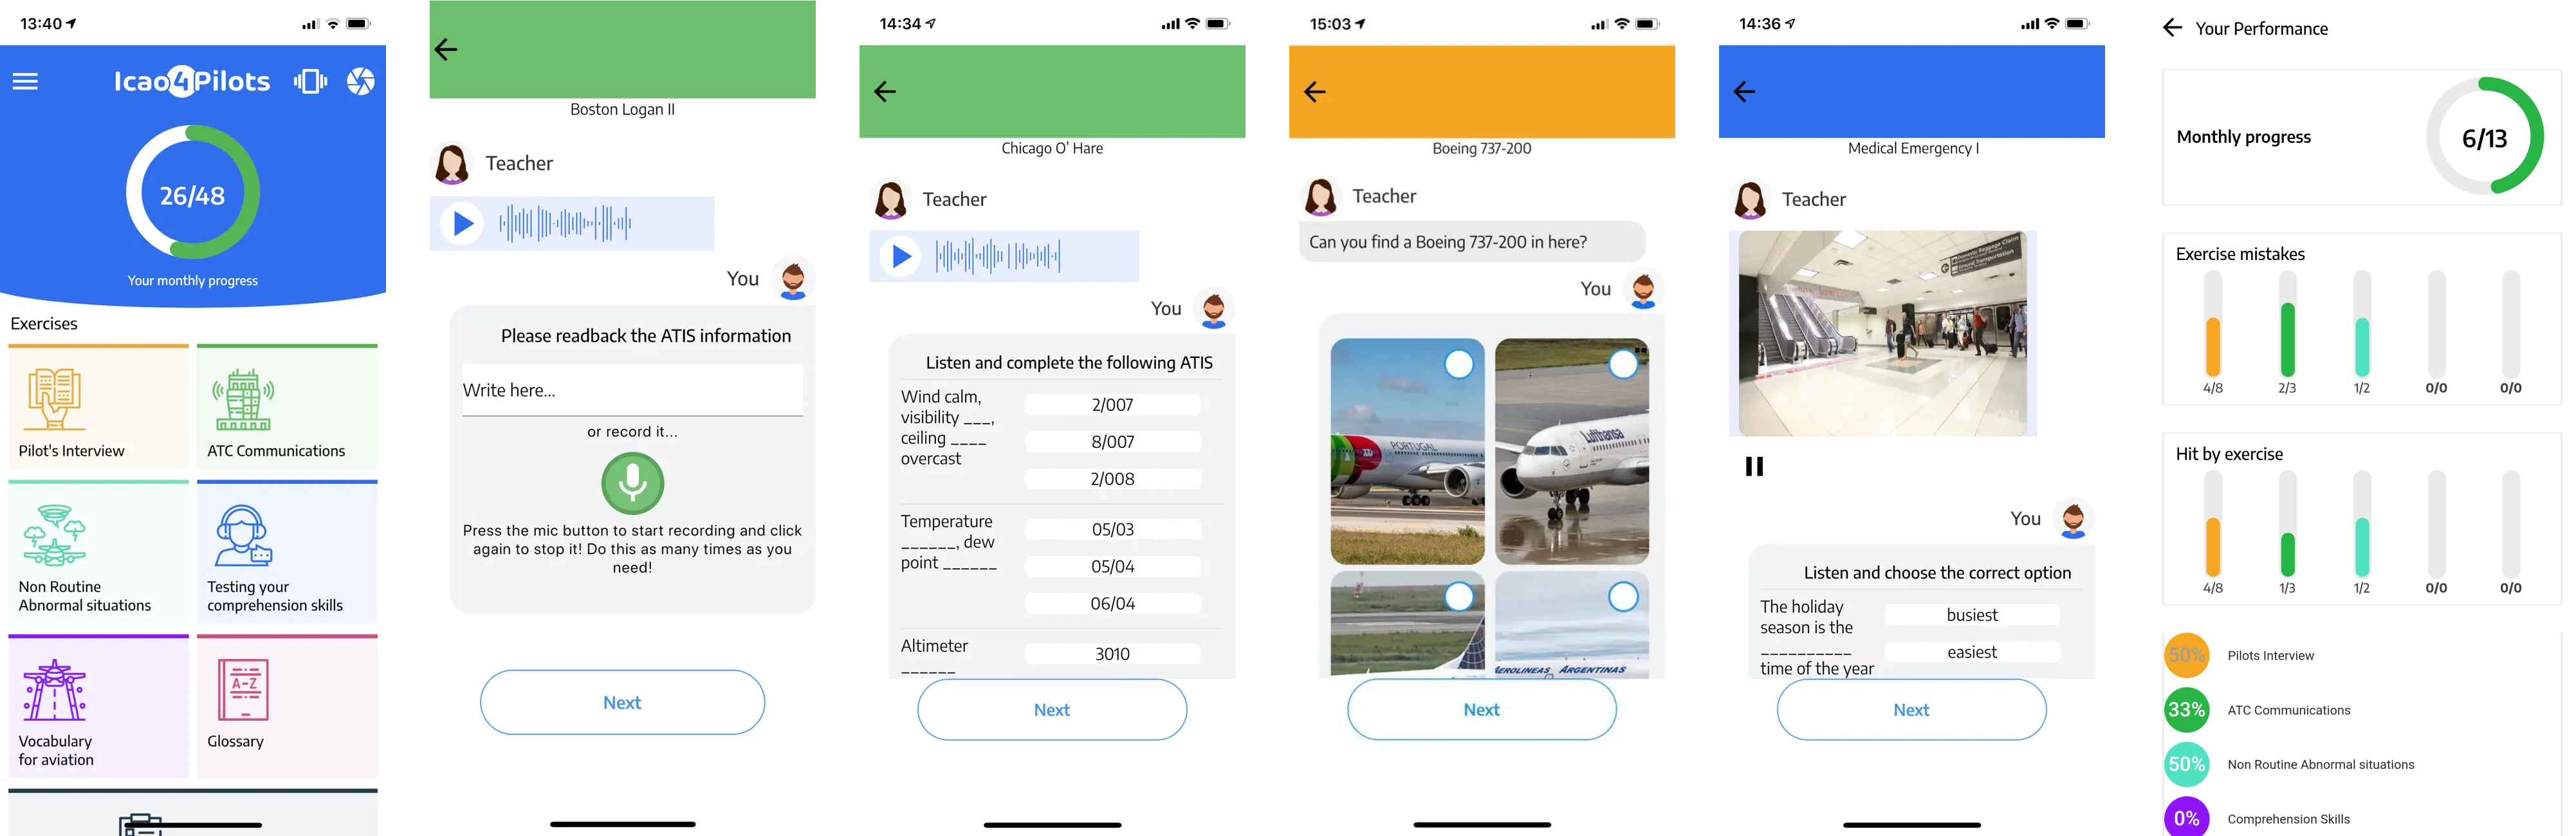 13:40
Icao4Pilots
26/48
Your monthly progress
Exercises
Pilot's Interview
ATC Communications
Non Routine
Abnormal situations
Testing your
comprehension skills
Vocabulary
for aviation
Glossary
Boston Logan II
Teacher
You
Please readback the ATIS information
Write here...
or record it...
Press the mic button to start recording and click
again to stop it! Do this as many times as you
need!
Next
14:34
Chicago O' Hare
Teacher
You
Listen and complete the following ATIS
Wind calm,
visibility ___,
ceiling ____
overcast
2/007
8/007
2/008
Temperature
______, dew
point ______
05/03
05/04
06/04
Altimeter
______
3010
Next
15:03
Boeing 737-200
Teacher
Can you find a Boeing 737-200 in here?
You
PORTUGAL
Lufthansa
AEROLINEAS ARGENTINAS
Next
14:36
Medical Emergency I
Teacher
Domestic Baggage Claim
Ground Transportation
You
Listen and choose the correct option
The holiday
season is the
__________
time of the year
busiest
easiest
Next
Your Performance
Monthly progress
6/13
Exercise mistakes
4/8
2/3
1/2
0/0
0/0
Hit by exercise
4/8
1/3
1/2
0/0
0/0
50%
Pilots Interview
33%
ATC Communications
50%
Non Routine Abnormal situations
0%
Comprehension Skills